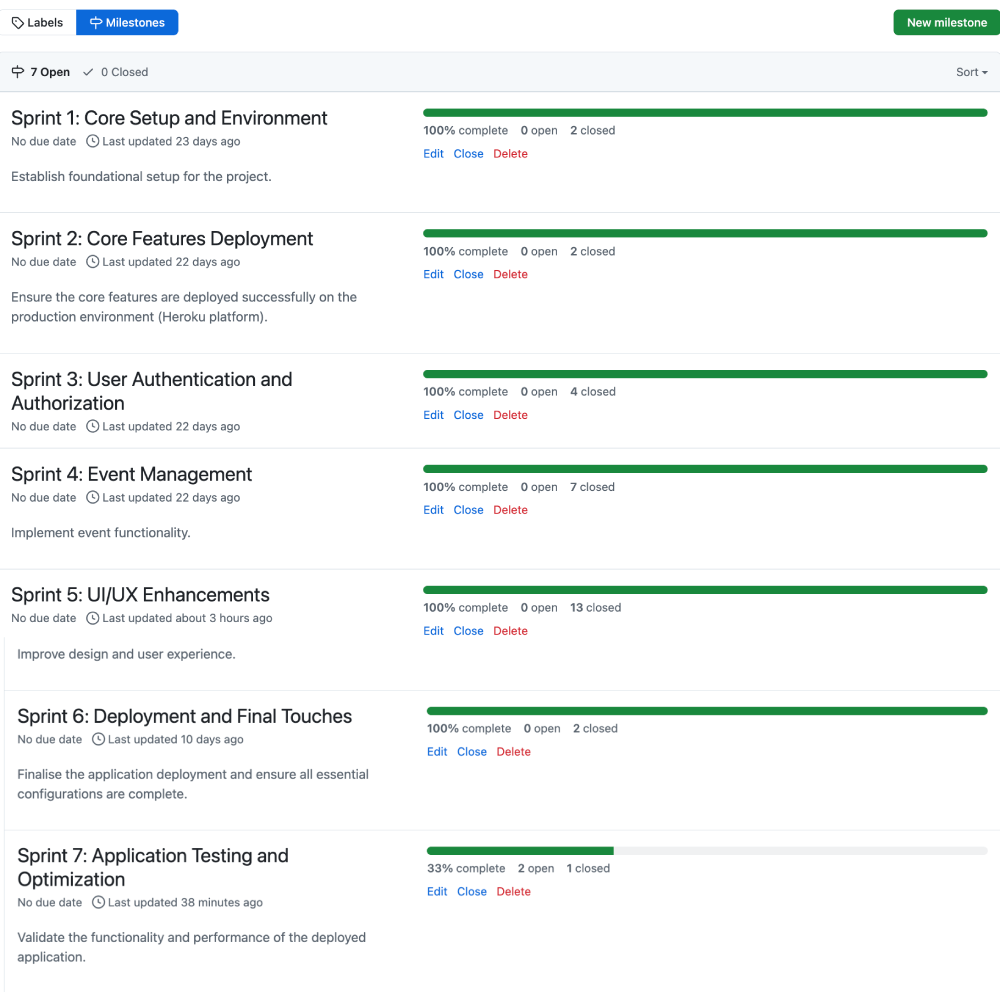 Labels Milestones New milestone
7 Open 0 Closed Sort
Sprint 1: Core Setup and Environment
No due date Last updated 23 days ago
Establish foundational setup for the project.
100% complete 0 open 2 closed
Edit Close Delete
Sprint 2: Core Features Deployment
No due date Last updated 22 days ago
Ensure the core features are deployed successfully on the
production environment (Heroku platform).
100% complete 0 open 2 closed
Edit Close Delete
Sprint 3: User Authentication and
Authorization
No due date Last updated 22 days ago
100% complete 0 open 4 closed
Edit Close Delete
Sprint 4: Event Management
No due date Last updated 22 days ago
Implement event functionality.
100% complete 0 open 7 closed
Edit Close Delete
Sprint 5: UI/UX Enhancements
No due date Last updated about 3 hours ago
Improve design and user experience.
100% complete 0 open 13 closed
Edit Close Delete
Sprint 6: Deployment and Final Touches
No due date Last updated 10 days ago
Finalise the application deployment and ensure all essential
configurations are complete.
100% complete 0 open 2 closed
Edit Close Delete
Sprint 7: Application Testing and
Optimization
No due date Last updated 38 minutes ago
Validate the functionality and performance of the deployed
application.
33% complete 2 open 1 closed
Edit Close Delete